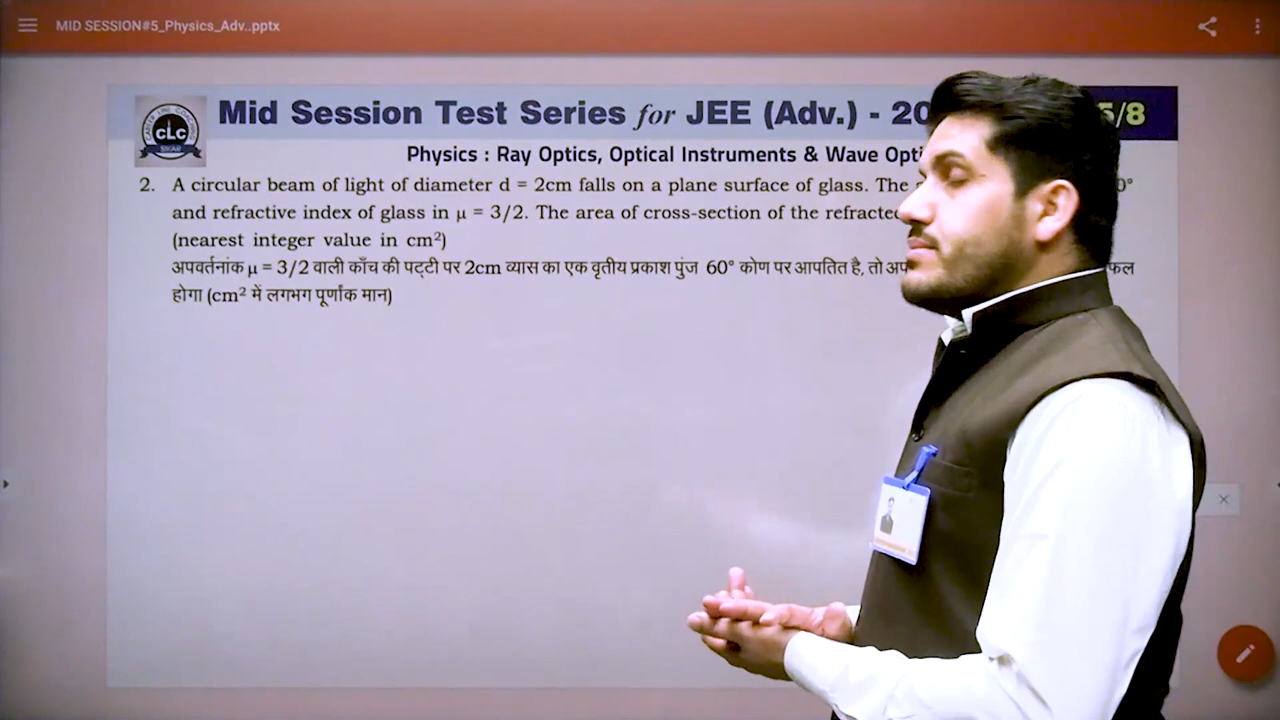 MID SESSION#5_Physics_Adv..pptx
Mid Session Test Series for JEE (Adv.) - 20 5/8
CLC
SIKAR
Physics : Ray Optics, Optical Instruments & Wave
2. A circular beam of light of diameter d = 2cm falls on a plane surface of glass. The
and refractive index of glass in μ = 3/2. The area of cross-section of the
(nearest integer value in cm²)
अपवर्तनांक μ = 3/2 वाली काँच की पट्टी पर 2cm व्यास का एक वृतीय प्रकाश पुंज 60° कोण पर आपतित है, तो
होगा (cm² में लगभग पूर्णांक मान)